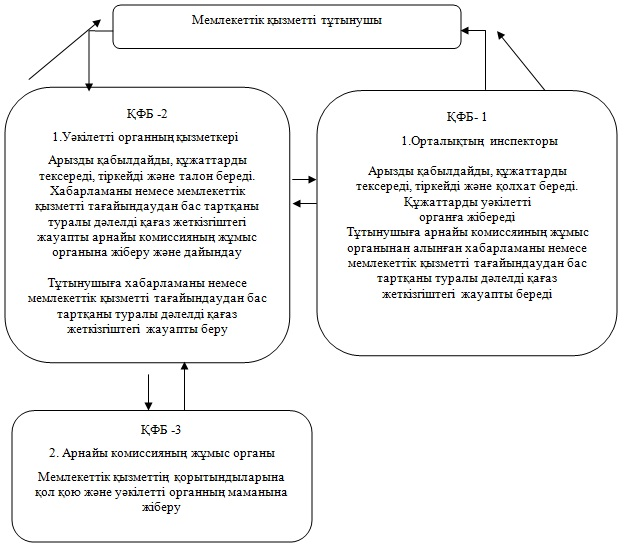 Мемлекеттік қызметті тұтынушы
ҚФБ -2
1.Уәкілетті органның қызметкері
Арызды қабылдайды, құжаттарды
тексереді, тіркейді және талон береді.
Хабарламаны немесе мемлекеттік
қызметті тағайындаудан бас тартқаны
туралы дәлелді қағаз жеткізгіштегі
жауапты арнайы комиссияның жұмыс
органына жіберу және дайындау
Тұтынушыға хабарламаны немесе
мемлекеттік қызметті тағайындаудан бас
тартқаны туралы дәлелді қағаз
жеткізгіштегі жауапты беру
ҚФБ- 1
1.Орталықтың инспекторы
Арызды қабылдайды, құжаттарды
тексереді, тіркейді және қолхат береді.
Құжаттарды уәкілетті
органға жібереді
Тұтынушыға арнайы комиссяиның жұмыс
органынан алынған хабарламаны немесе
мемлекеттік қызметті тағайындаудан бас
тартқаны туралы дәлелді қағаз
жеткізгіштегі жауапты береді
ҚФБ -3
2. Арнайы комиссияның жұмыс органы
Мемлекеттік қызметтің қорытындыларына
қол қою және уәкілетті органның маманына
жіберу